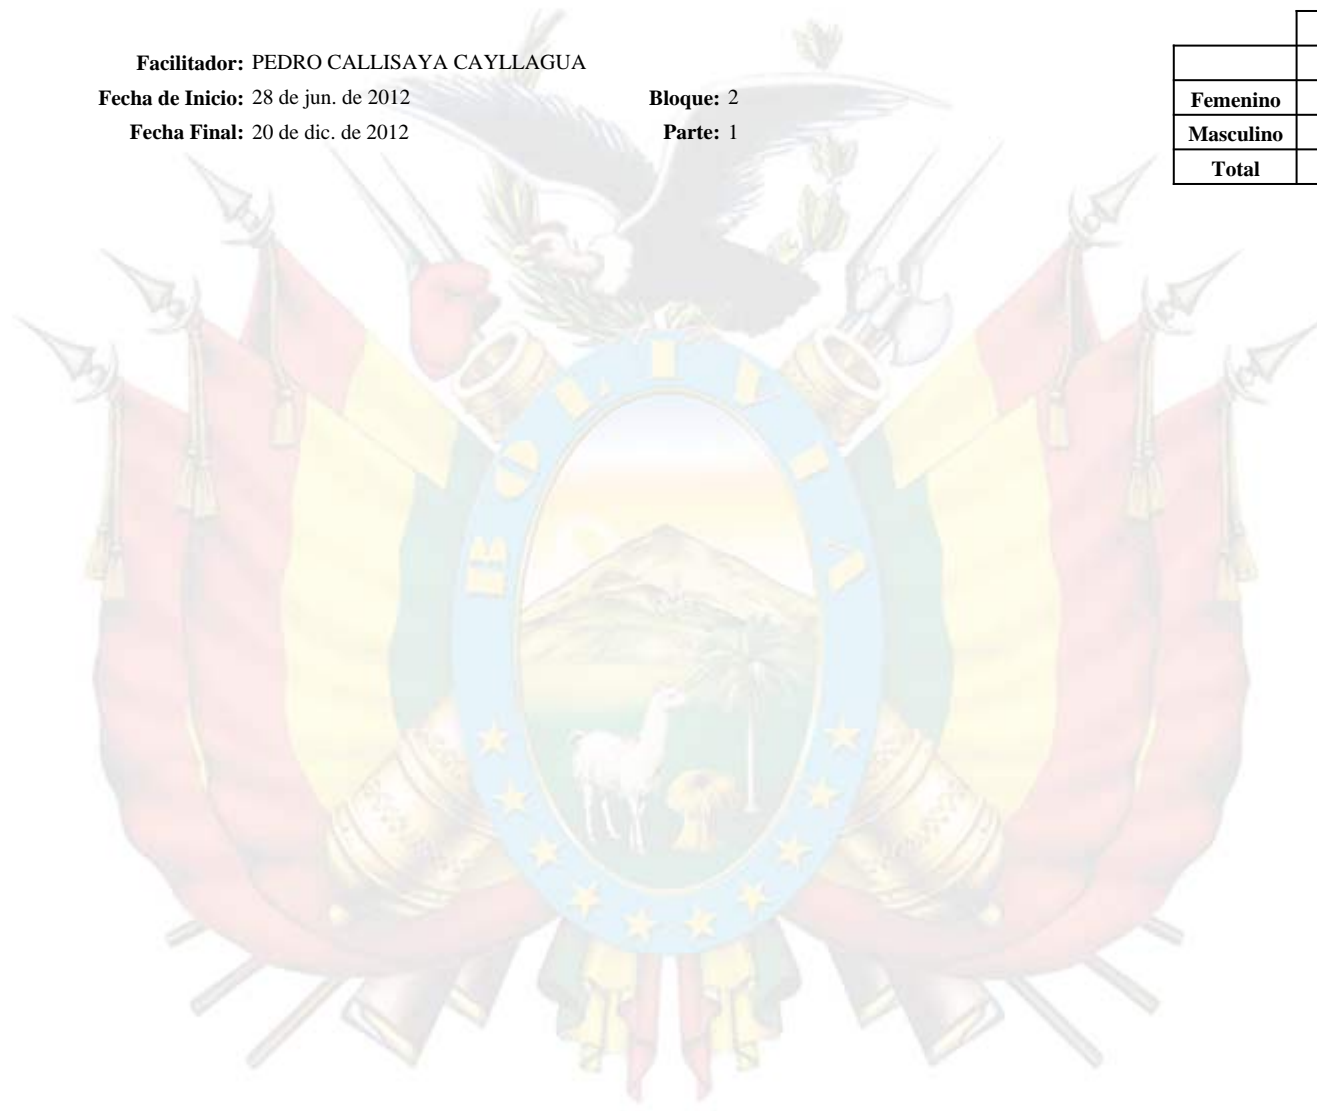 Facilitador: PEDRO CALLISAYA CAYLLAGUA
Fecha de Inicio: 28 de jun. de 2012 Bloque: 2
Fecha Final: 20 de dic. de 2012 Parte: 1
Femenino
Masculino
Total
BOLIVIA